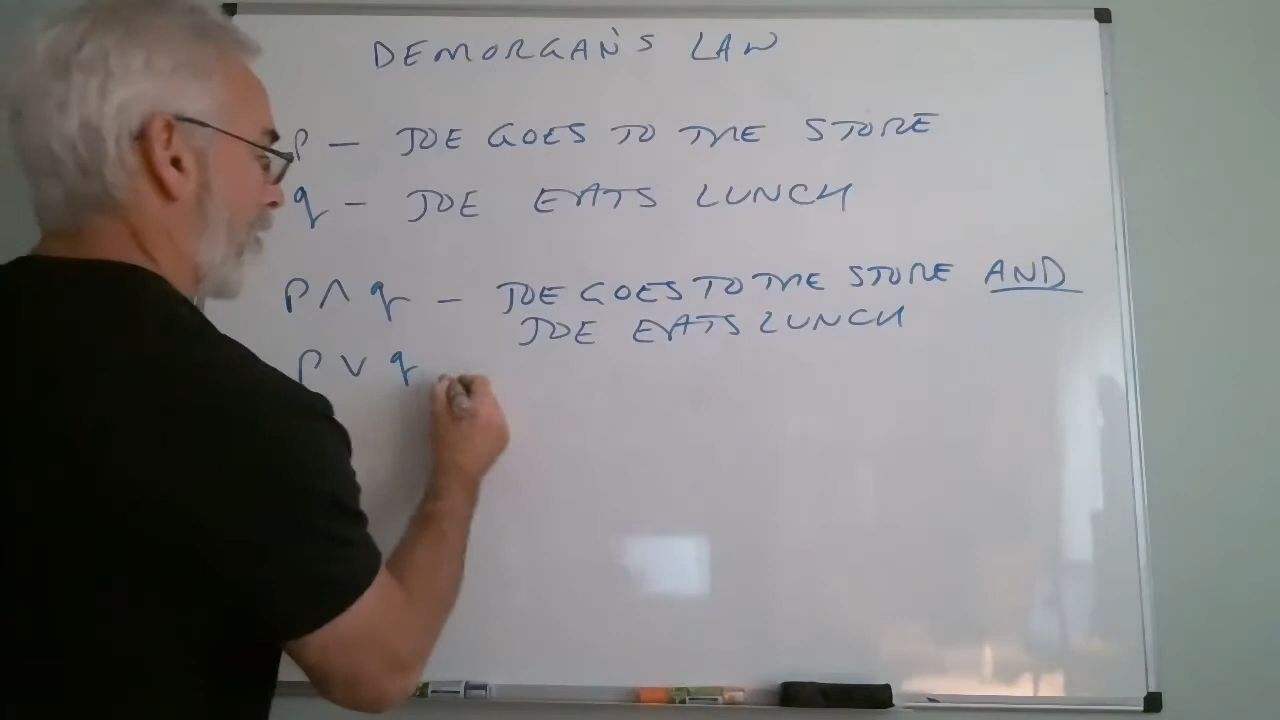 DEMORGAN'S LAW
P — JOE GOES TO THE STORE
q — JOE EATS LUNCH
P ∧ q — JOE GOES TO THE STORE AND
JOE EATS LUNCH
P ∨ q